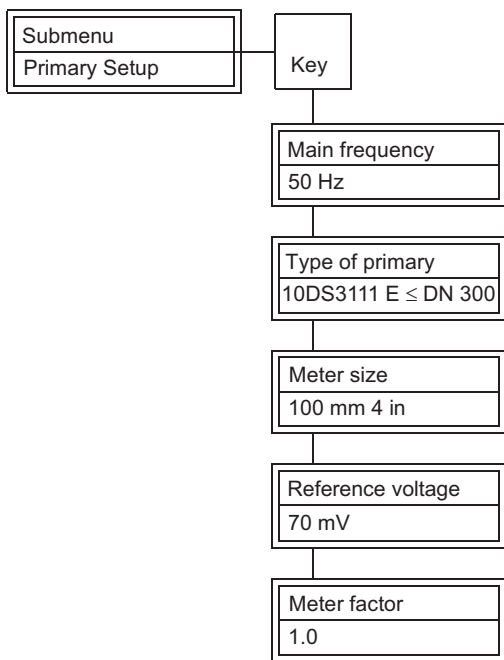 Submenu
Primary Setup
Key
Main frequency
50 Hz
Type of primary
10DS3111 E ≤ DN 300
Meter size
100 mm 4 in
Reference voltage
70 mV
Meter factor
1.0